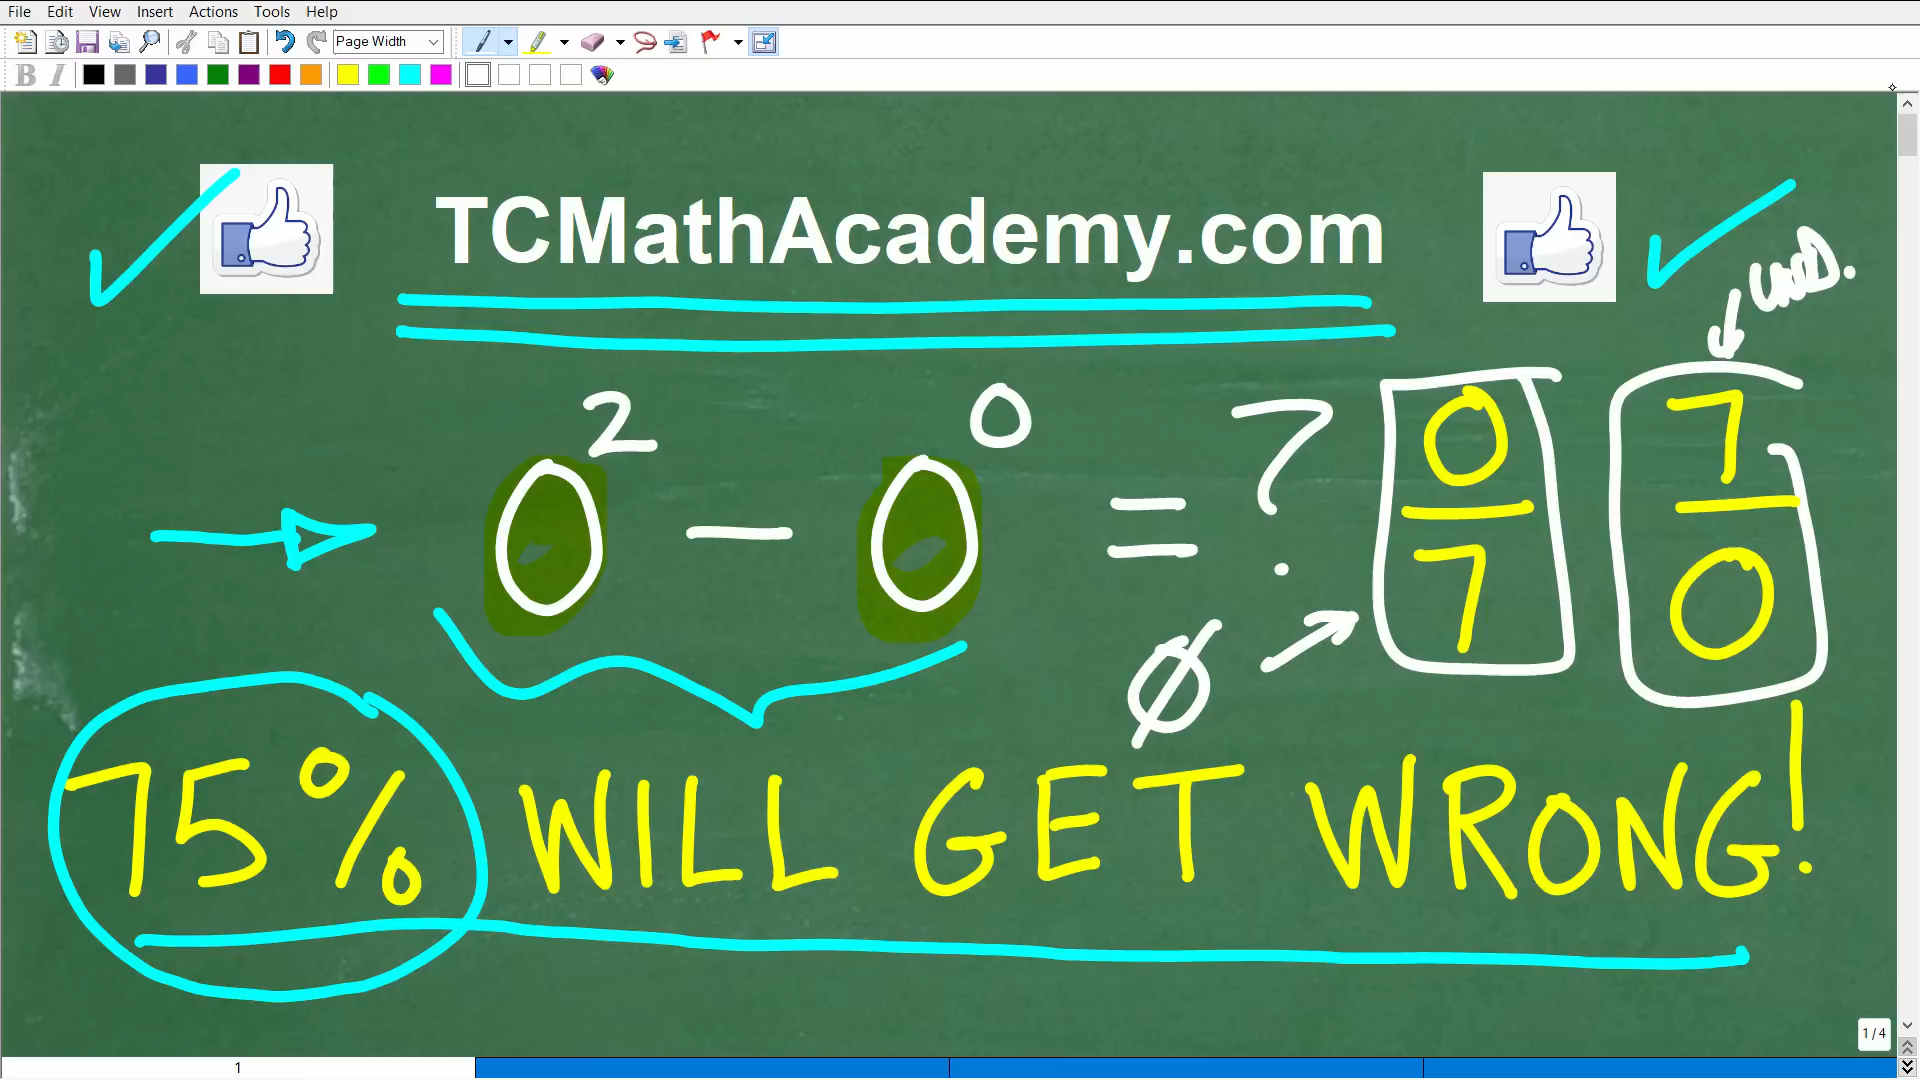 File Edit View Insert Actions Tools Help
Page Width
B I
TCMathAcademy.com
und.
0² - 0⁰ = ?
0/7
7/0
0
75% WILL GET WRONG!
1 / 4
1